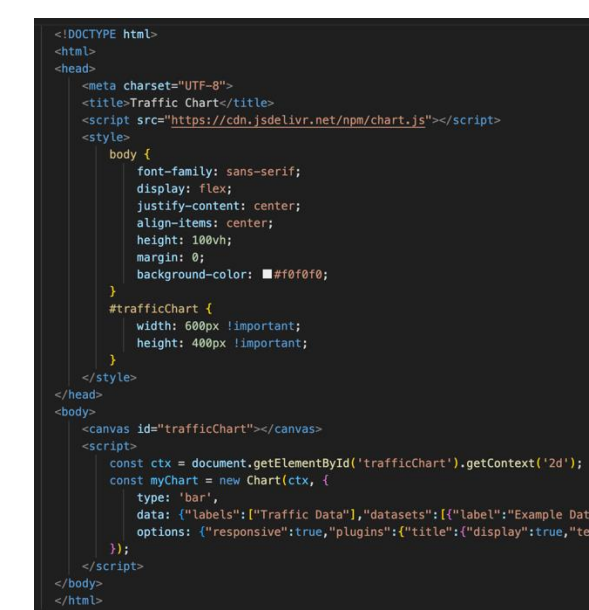 <!DOCTYPE html>
<html>
<head>
    <meta charset="UTF-8">
    <title>Traffic Chart</title>
    <script src="https://cdn.jsdelivr.net/npm/chart.js"></script>
    <style>
        body {
            font-family: sans-serif;
            display: flex;
            justify-content: center;
            align-items: center;
            height: 100vh;
            margin: 0;
            background-color: #f0f0f0;
        }
        #trafficChart {
            width: 600px !important;
            height: 400px !important;
        }
    </style>
</head>
<body>
    <canvas id="trafficChart"></canvas>
    <script>
        const ctx = document.getElementById('trafficChart').getContext('2d');
        const myChart = new Chart(ctx, {
            type: 'bar',
            data: {"labels":["Traffic Data"],"datasets":[{"label":"Example Dat
            options: {"responsive":true,"plugins":{"title":{"display":true,"te
        });
    </script>
</body>
</html>